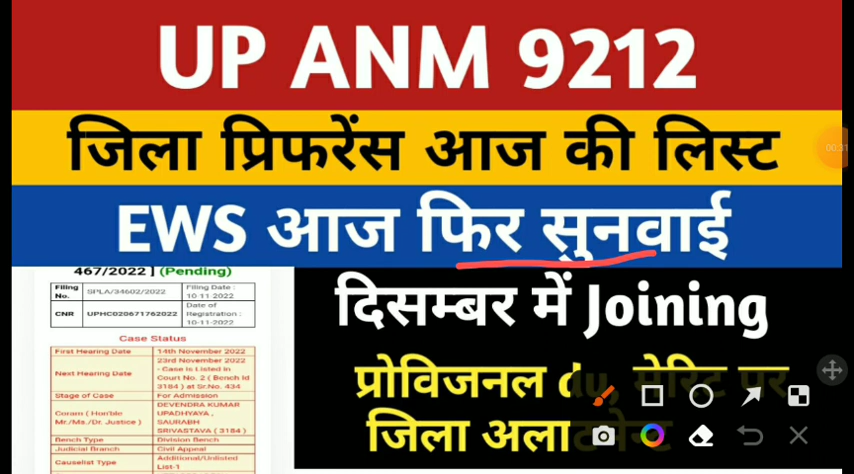 UP ANM 9212
जिला प्रिफरेंस आज की लिस्ट
00:31
EWS आज फिर सुनवाई
467/2022 ] (Pending)
Filing No. SPLA/34602/2022 Filing Date : 10-11-2022
CNR UPHC020671762022 Date of Registration : 10-11-2022
Case Status
First Hearing Date 14th November 2022
Next Hearing Date 23rd November 2022 - Case is Listed in Court No. 2 ( Bench Id 3184 ) at Sr.No. 434
Stage of Case For Admission
Coram ( Hon'ble Mr./Ms./Dr. Justice ) DEVENDRA KUMAR UPADHYAYA , SAURABH SRIVASTAVA ( 3184 )
Bench Type Division Bench
Judicial Branch Civil Appeal
Causelist Type Additional/Unlisted List-1
दिसम्बर में Joining
प्रोविजनल मेरिट पर
जिला